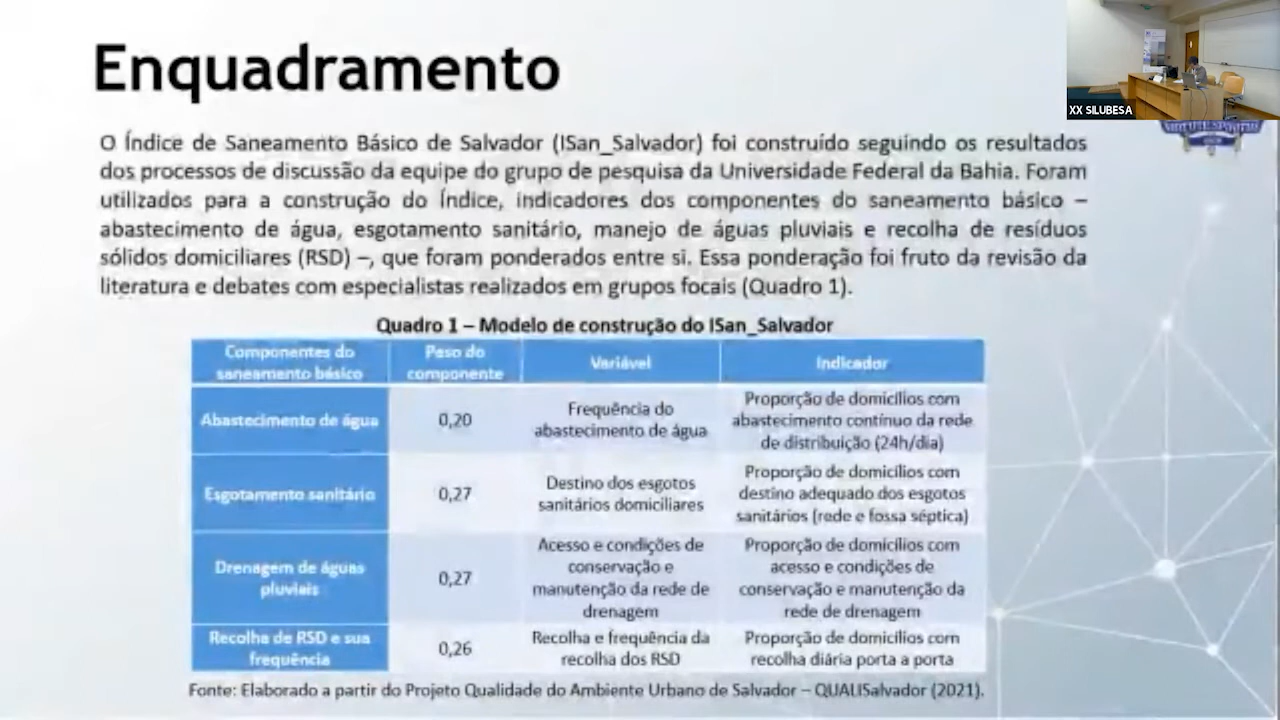 Enquadramento
XX SILUBESA
O Índice de Saneamento Básico de Salvador (ISan_Salvador) foi construído seguindo os resultados
dos processos de discussão da equipe do grupo de pesquisa da Universidade Federal da Bahia. Foram
utilizados para a construção do Índice, indicadores dos componentes do saneamento básico –
abastecimento de água, esgotamento sanitário, manejo de águas pluviais e recolha de resíduos
sólidos domiciliares (RSD) –, que foram ponderados entre si. Essa ponderação foi fruto da revisão da
literatura e debates com especialistas realizados em grupos focais (Quadro 1).
Quadro 1 – Modelo de construção do ISan_Salvador
Componentes do
saneamento básico
Peso do
componente
Variável
Indicador
Abastecimento de água
0,20
Frequência do
abastecimento de água
Proporção de domicílios com
abastecimento contínuo da rede
de distribuição (24h/dia)
Esgotamento sanitário
0,27
Destino dos esgotos
sanitários domiciliares
Proporção de domicílios com
destino adequado dos esgotos
sanitários (rede e fossa séptica)
Drenagem de águas
pluviais
0,27
Acesso e condições de
conservação e
manutenção da rede de
drenagem
Proporção de domicílios com
acesso e condições de
conservação e manutenção da
rede de drenagem
Recolha de RSD e sua
frequência
0,26
Recolha e frequência da
recolha dos RSD
Proporção de domicílios com
recolha diária porta a porta
Fonte: Elaborado a partir do Projeto Qualidade do Ambiente Urbano de Salvador – QUALISalvador (2021).